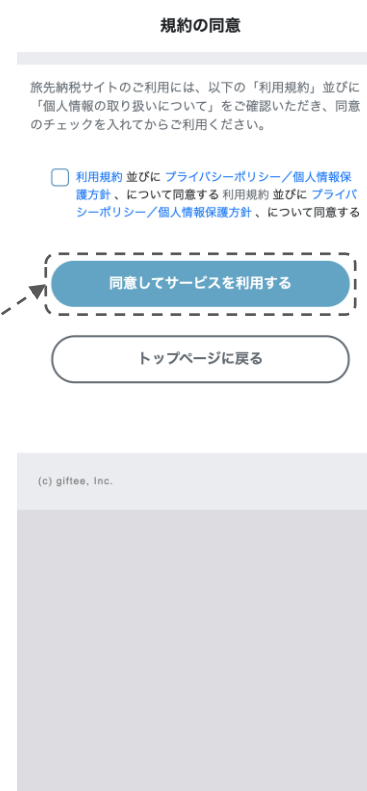 規約の同意
旅先納税サイトのご利用には、以下の「利用規約」並びに
「個人情報の取り扱いについて」をご確認いただき、同意
のチェックを入れてからご利用ください。
利用規約 並びに プライバシーポリシー／個人情報保
護方針 、について同意する 利用規約 並びに プライバ
シーポリシー／個人情報保護方針 、について同意する
同意してサービスを利用する
トップページに戻る
(c) giftee, Inc.